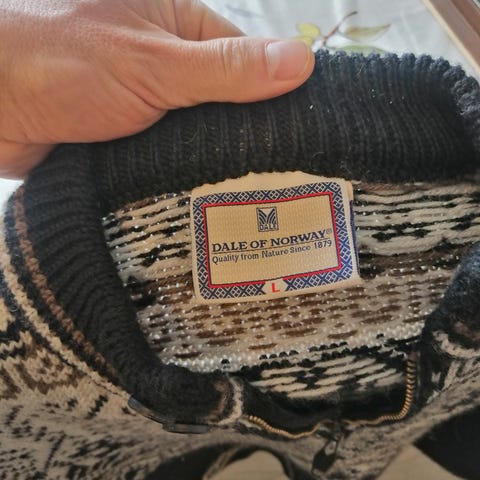 DALE
DALE OF NORWAY®
Quality from Nature Since 1879
L